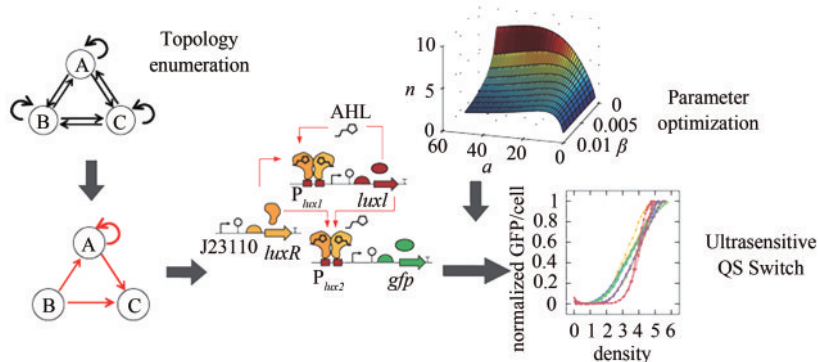 Topology
enumeration
A
B
C
A
B
C
AHL
P lux1
luxI
J23110
luxR
P lux2
gfp
10
5
0
n
60
40
20
0
a
0
0.005
0.01
β
Parameter
optimization
normalized GFP/cell
1
0.8
0.6
0.4
0.2
0
0 1 2 3 4 5 6
density
Ultrasensitive
QS Switch